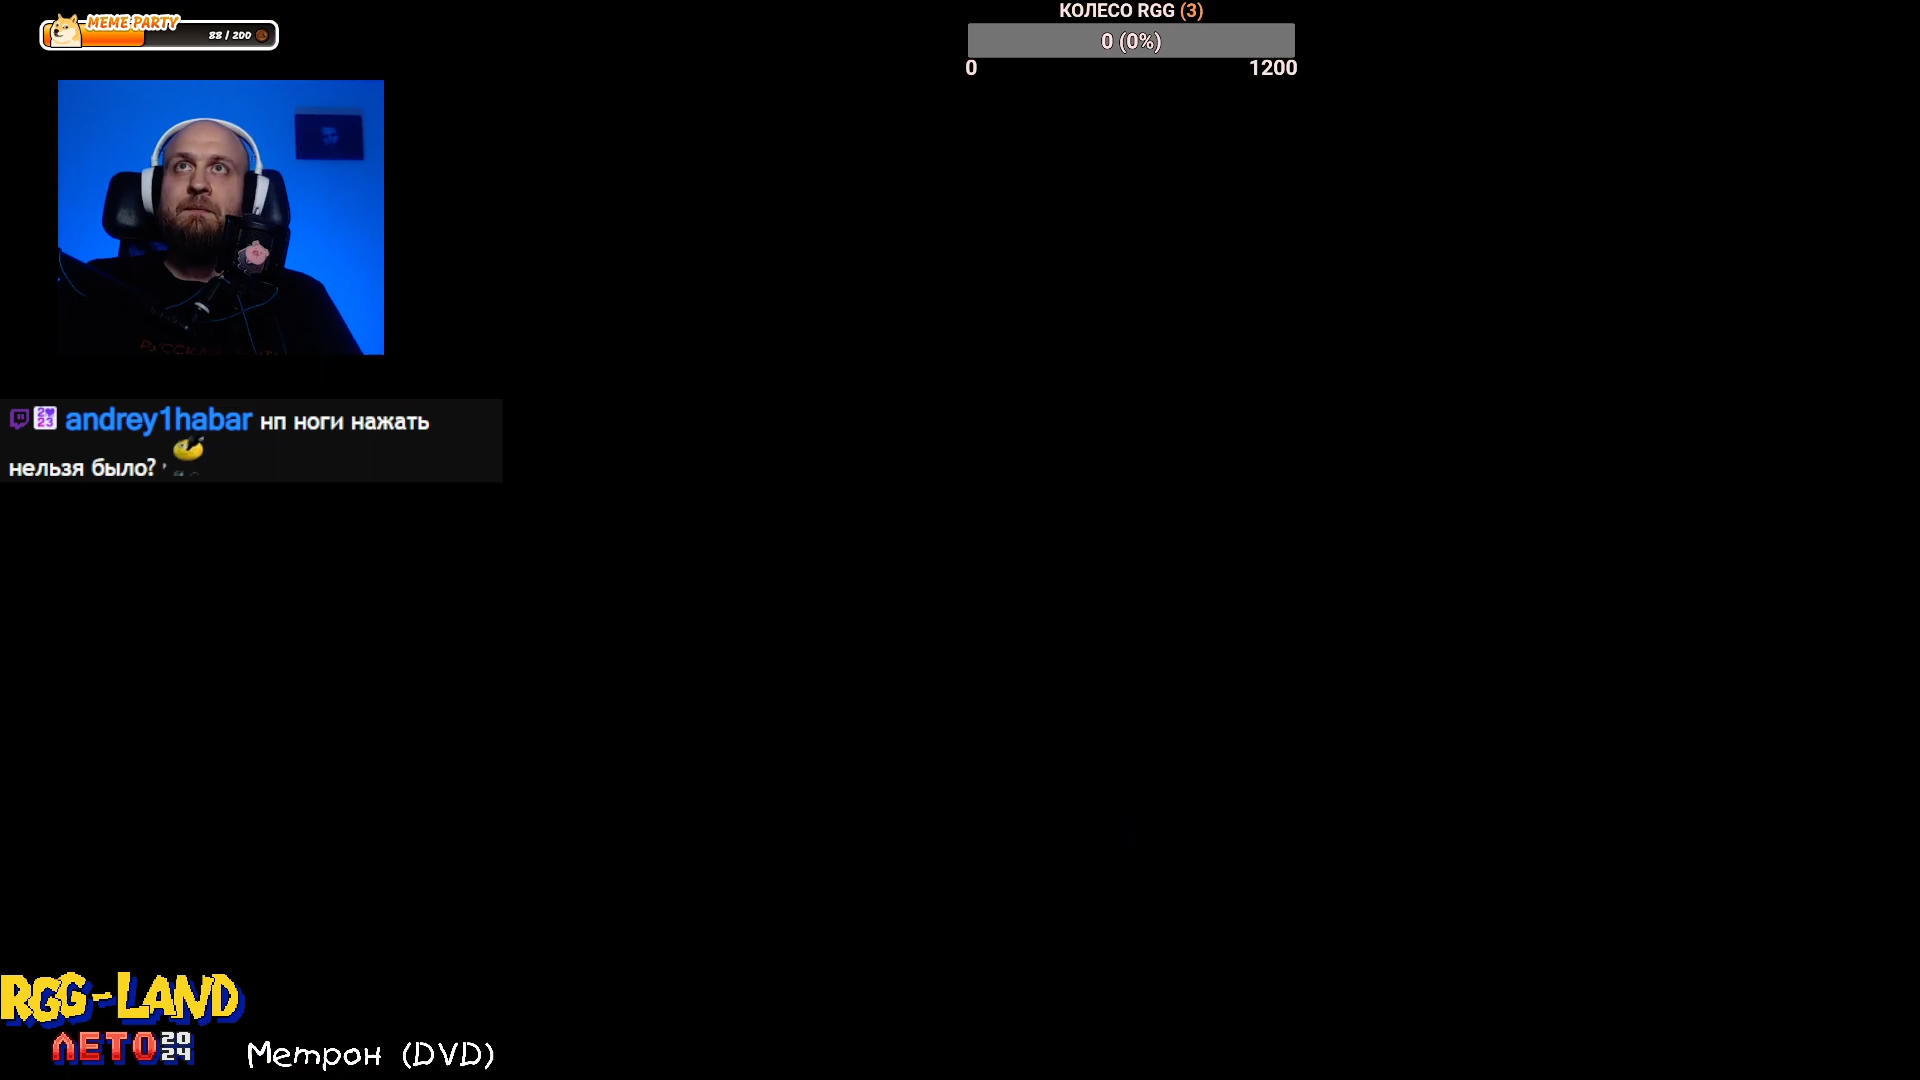 MEME PARTY
88 / 200
КОЛЕСО RGG (3)
0 (0%)
0
1200
andrey1habar нп ноги нажать
нельзя было?
RGG-LAND
ЛЕТО 2024
Метрон (DVD)